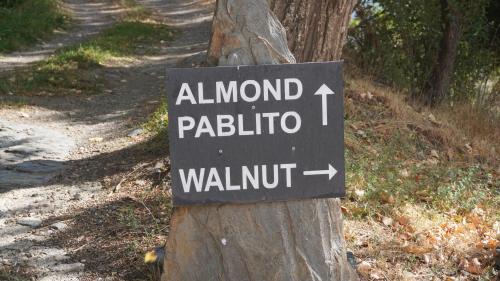 ALMOND ↑
PABLITO
WALNUT →